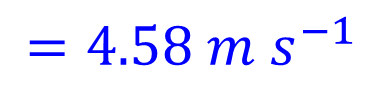 = 4.58 m s⁻¹